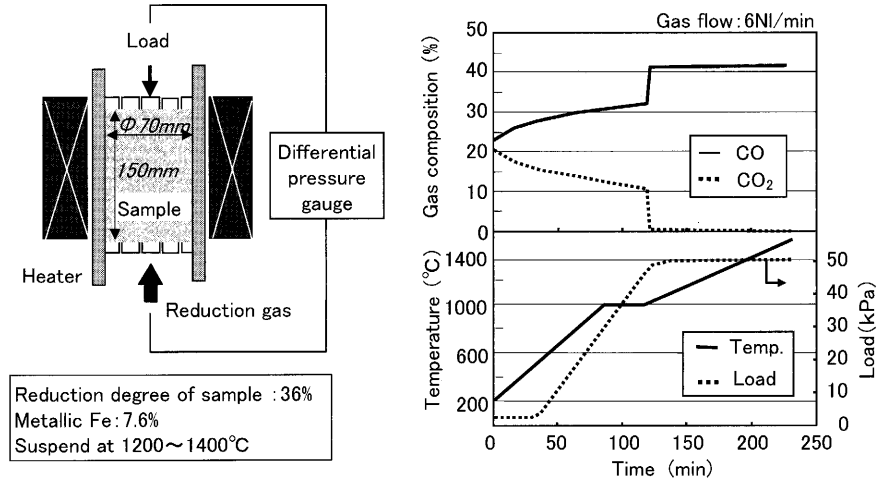 Load
Φ70mm
150mm
Sample
Heater
Reduction gas
Differential
pressure
gauge
Reduction degree of sample :36%
Metallic Fe:7.6%
Suspend at 1200～1400℃
Gas flow:6Nl/min
Gas composition (%)
50
40
30
20
10
0
CO
CO₂
Temperature (℃)
1400
1000
600
200
Load(kPa)
50
40
30
20
10
0
Temp.
Load
0 50 100 150 200 250
Time (min)